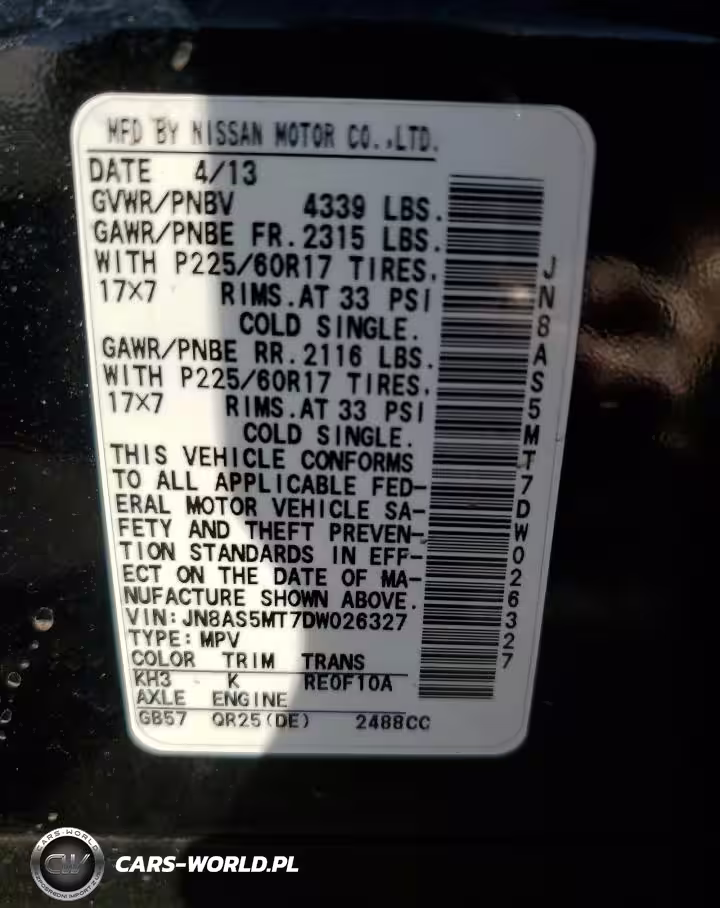 MFD BY NISSAN MOTOR CO.,LTD.
DATE 4/13
GVWR/PNBV 4339 LBS.
GAWR/PNBE FR. 2315 LBS.
WITH P225/60R17 TIRES,
17×7 RIMS. AT 33 PSI
COLD SINGLE.
GAWR/PNBE RR. 2116 LBS.
WITH P225/60R17 TIRES,
17×7 RIMS. AT 33 PSI
COLD SINGLE.
THIS VEHICLE CONFORMS
TO ALL APPLICABLE FED-
ERAL MOTOR VEHICLE SA-
FETY AND THEFT PREVEN-
TION STANDARDS IN EFF-
ECT ON THE DATE OF MA-
NUFACTURE SHOWN ABOVE.
VIN: JN8AS5MT7DW026327
TYPE: MPV
COLOR TRIM TRANS
KH3 K RE0F10A
AXLE ENGINE
GB57 QR25(DE) 2488CC
JN8AS5MT7DW026327
CARS-WORLD
CW
CARS-WORLD.PL